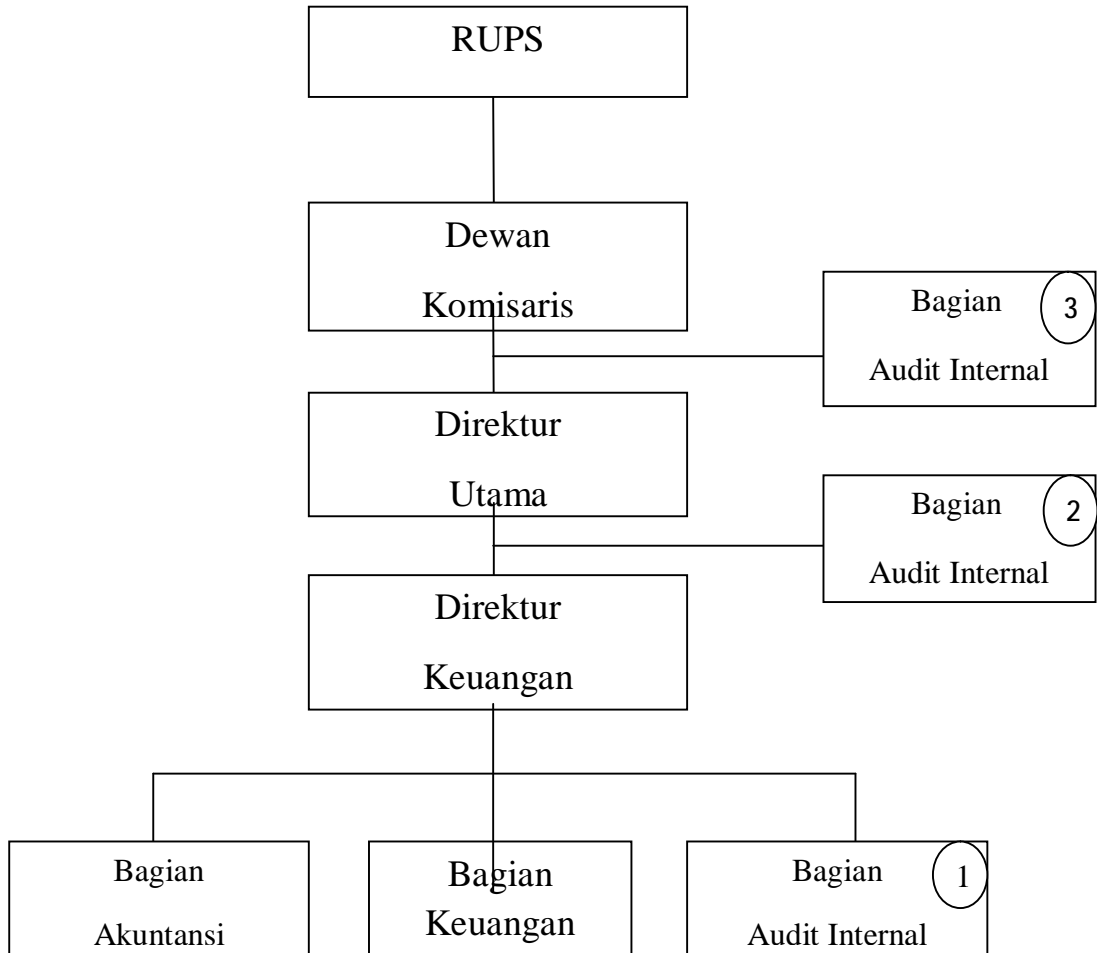 RUPS
Dewan
Komisaris
Bagian
3
Audit Internal
Direktur
Utama
Bagian
2
Audit Internal
Direktur
Keuangan
Bagian
Akuntansi
Bagian
Keuangan
Bagian
1
Audit Internal